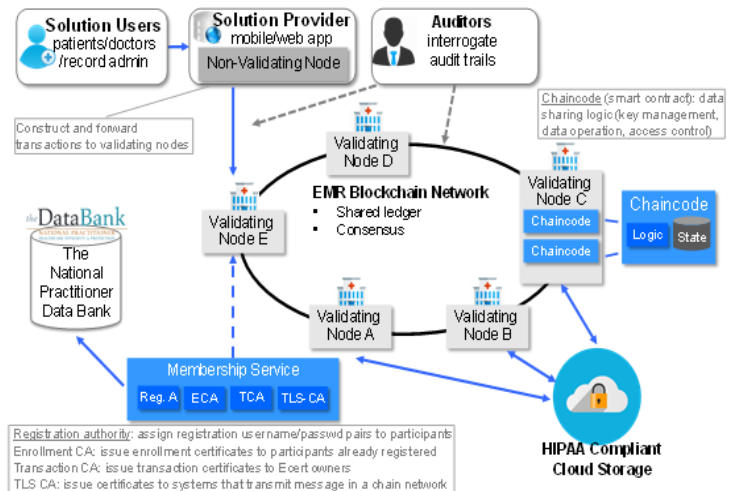 Solution Users
patients/doctors
/record admin
Solution Provider
mobile/web app
Non-Validating Node
Auditors
interrogate
audit trails
Construct and forward
transactions to validating nodes
Chaincode (smart contract): data
sharing logic (key management,
data operation, access control)
Validating
Node D
EMR Blockchain Network
▪ Shared ledger
▪ Consensus
Validating
Node C
Chaincode
Chaincode
Chaincode
Logic
State
Validating
Node E
the DataBank
NATIONAL PRACTITIONER
The
National
Practitioner
Data Bank
Validating
Node A
Validating
Node B
Membership Service
Reg. A
ECA
TCA
TLS-CA
HIPAA Compliant
Cloud Storage
Registration authority: assign registration username/passwd pairs to participants
Enrollment CA: issue enrollment certificates to participants already registered
Transaction CA: issue transaction certificates to Ecert owners
TLS CA: issue certificates to systems that transmit message in a chain network